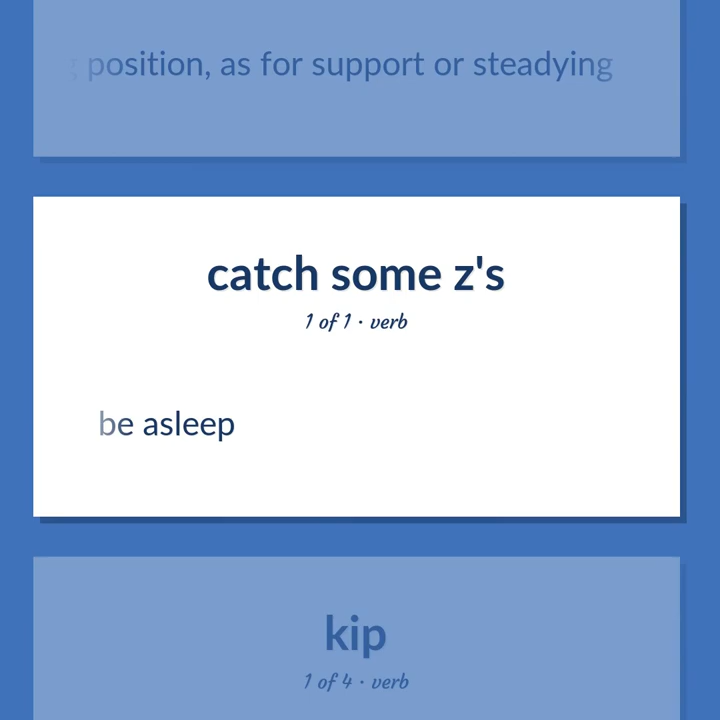 position, as for support or steadying
catch some z's
1 of 1 · verb
be asleep
kip
1 of 4 · verb